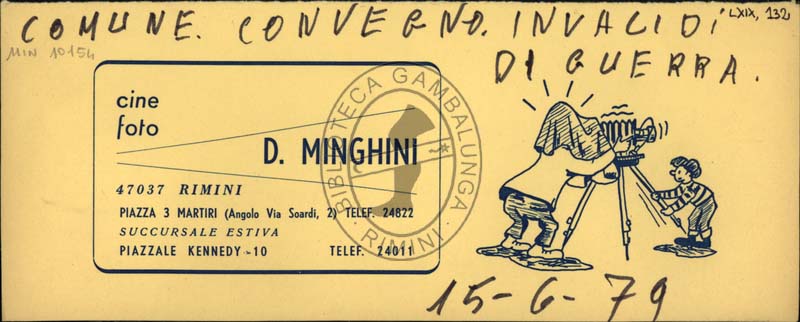 COMUNE. CONVEGNO. INVALIDI
DI GUERRA.
LXIX, 132
MIN 10154
cine
foto
D. MINGHINI
47037 RIMINI
PIAZZA 3 MARTIRI (Angolo Via Soardi, 2) TELEF. 24822
SUCCURSALE ESTIVA
PIAZZALE KENNEDY - 10 TELEF. 24011
BIBLIOTECA GAMBALUNGA
RIMINI
15-6-79